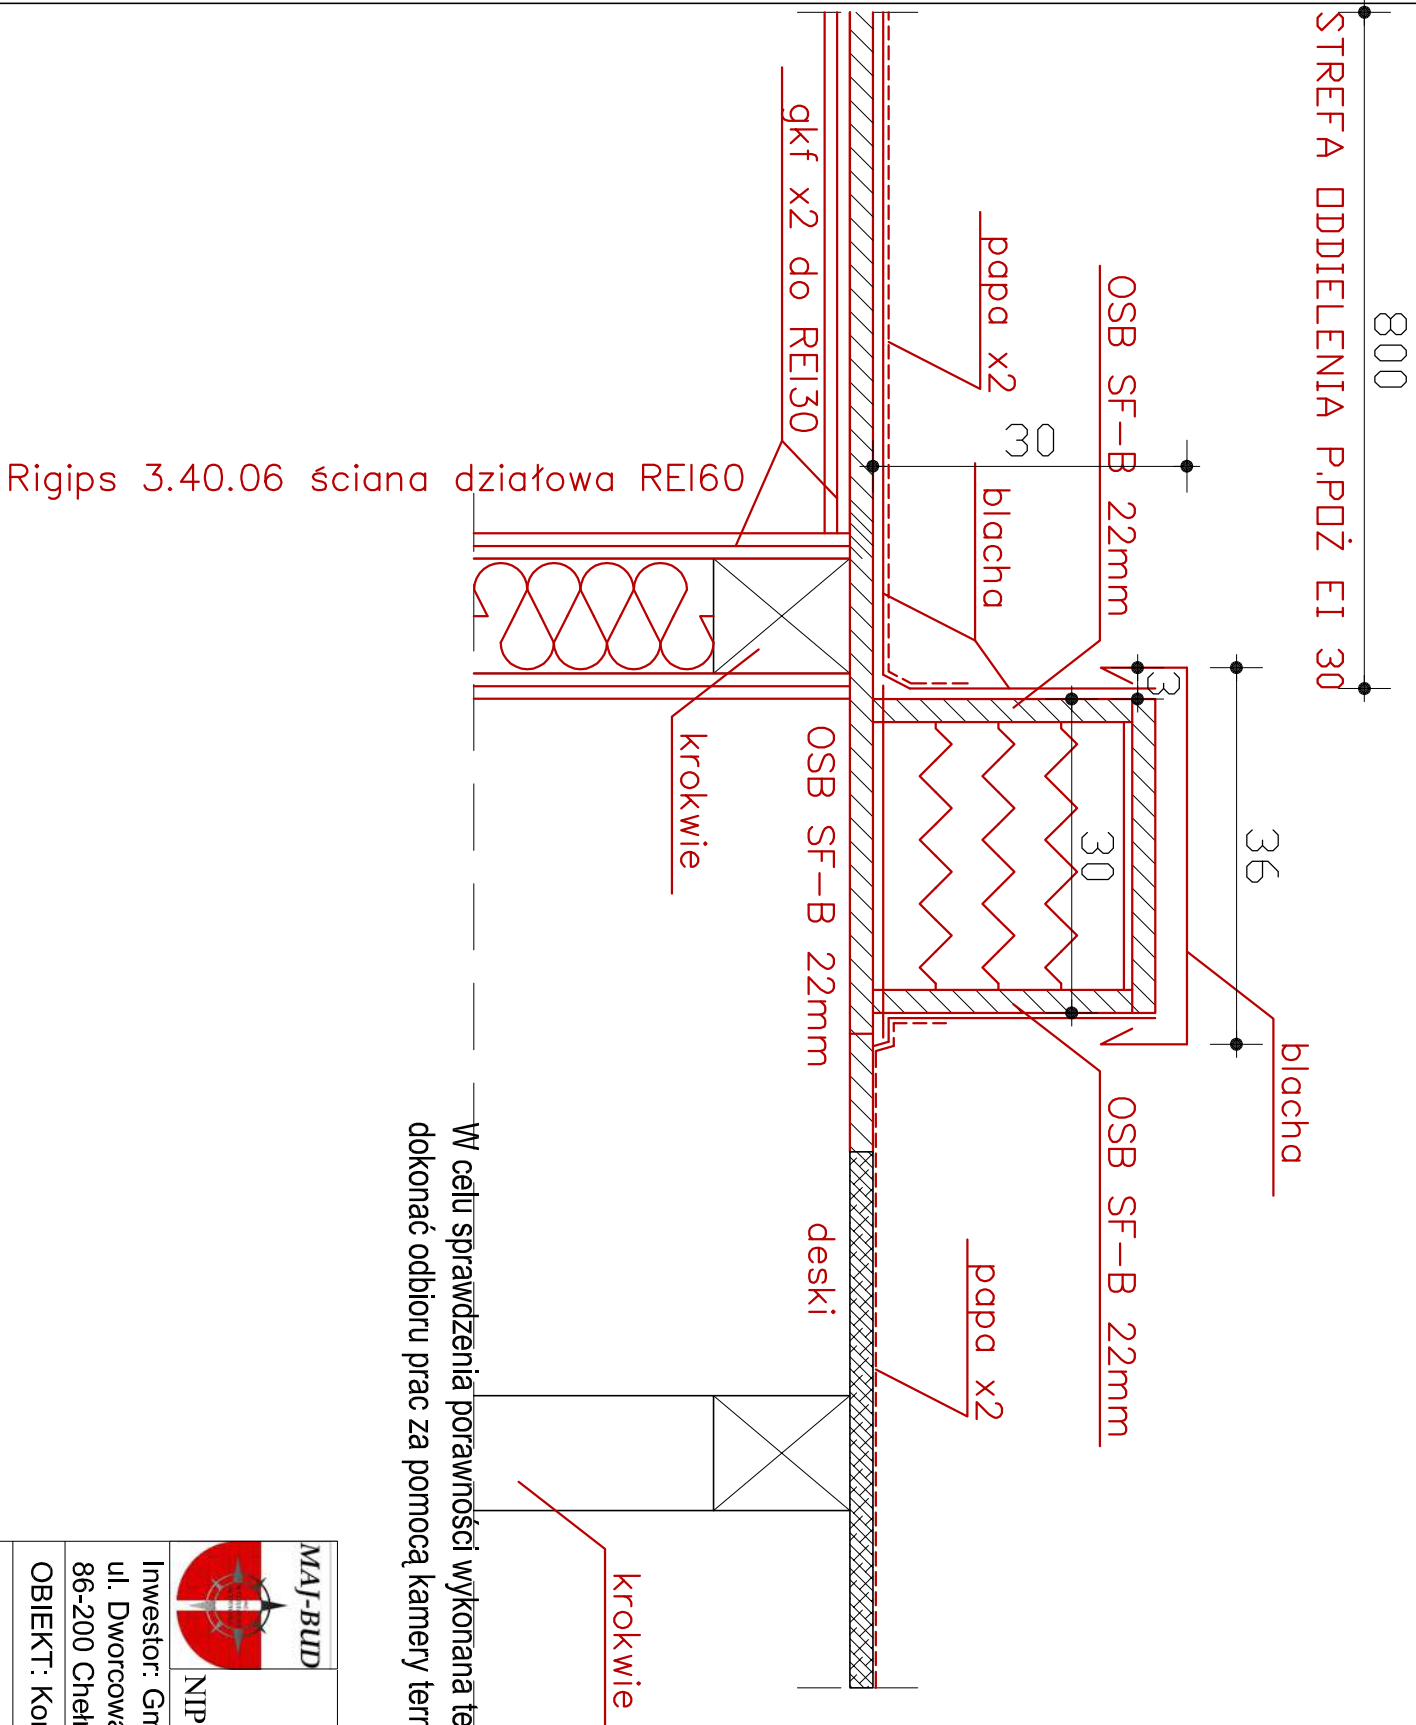 800
STREFA ODDIELENIA P.POŻ EI 30
36
blacha
3
OSB SF-B 22mm
OSB SF-B 22mm
30
30
papa x2
blacha
papa x2
gkf x2 do REI30
OSB SF-B 22mm
deski
krokwie
krokwie
Rigips 3.40.06 ściana działowa REI60
W celu sprawdzenia porawności wykonana
dokonać odbioru prac za pomocą kamery
MAJ-BUD
NIP
Inwestor:
ul. Dworcowa
86-200
OBIEKT: